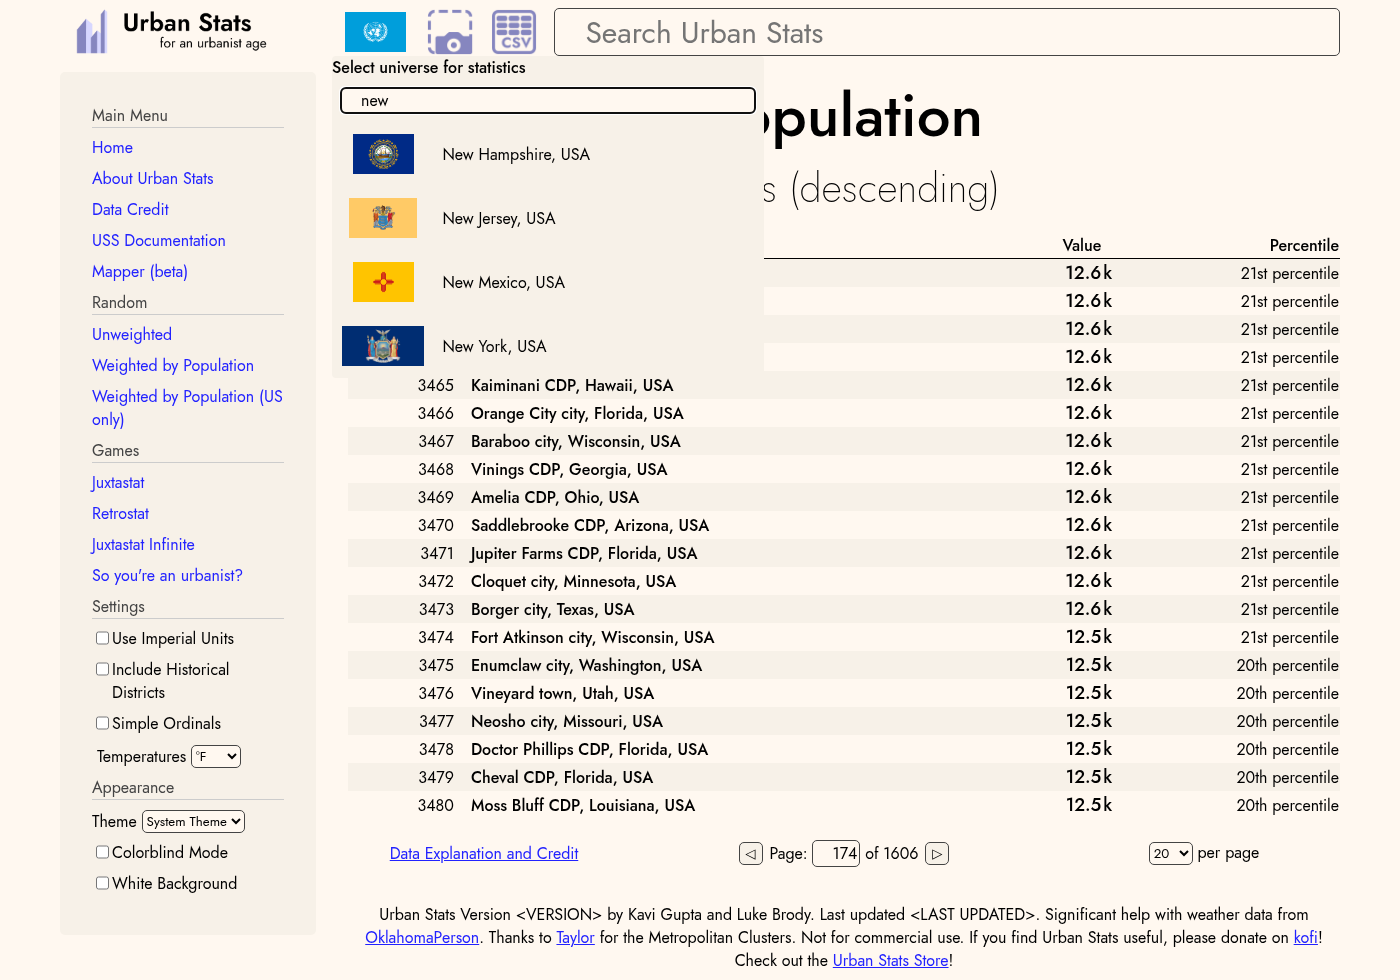 Urban Stats
for an urbanist age
CSV
Search Urban Stats
Select universe for statistics
new
New Hampshire, USA
New Jersey, USA
New Mexico, USA
New York, USA
opulation
s (descending)
Main Menu
Home
About Urban Stats
Data Credit
USS Documentation
Mapper (beta)
Random
Unweighted
Weighted by Population
Weighted by Population (US
only)
Games
Juxtastat
Retrostat
Juxtastat Infinite
So you're an urbanist?
Settings
Use Imperial Units
Include Historical
Districts
Simple Ordinals
Temperatures °F
Appearance
Theme System Theme
Colorblind Mode
White Background
Value Percentile
12.6k 21st percentile
12.6k 21st percentile
12.6k 21st percentile
12.6k 21st percentile
3465 Kaiminani CDP, Hawaii, USA 12.6k 21st percentile
3466 Orange City city, Florida, USA 12.6k 21st percentile
3467 Baraboo city, Wisconsin, USA 12.6k 21st percentile
3468 Vinings CDP, Georgia, USA 12.6k 21st percentile
3469 Amelia CDP, Ohio, USA 12.6k 21st percentile
3470 Saddlebrooke CDP, Arizona, USA 12.6k 21st percentile
3471 Jupiter Farms CDP, Florida, USA 12.6k 21st percentile
3472 Cloquet city, Minnesota, USA 12.6k 21st percentile
3473 Borger city, Texas, USA 12.6k 21st percentile
3474 Fort Atkinson city, Wisconsin, USA 12.5k 21st percentile
3475 Enumclaw city, Washington, USA 12.5k 20th percentile
3476 Vineyard town, Utah, USA 12.5k 20th percentile
3477 Neosho city, Missouri, USA 12.5k 20th percentile
3478 Doctor Phillips CDP, Florida, USA 12.5k 20th percentile
3479 Cheval CDP, Florida, USA 12.5k 20th percentile
3480 Moss Bluff CDP, Louisiana, USA 12.5k 20th percentile
Data Explanation and Credit ◁ Page: 174 of 1606 ▷ 20 per page
Urban Stats Version <VERSION> by Kavi Gupta and Luke Brody. Last updated <LAST UPDATED>. Significant help with weather data from
OklahomaPerson. Thanks to Taylor for the Metropolitan Clusters. Not for commercial use. If you find Urban Stats useful, please donate on kofi!
Check out the Urban Stats Store!